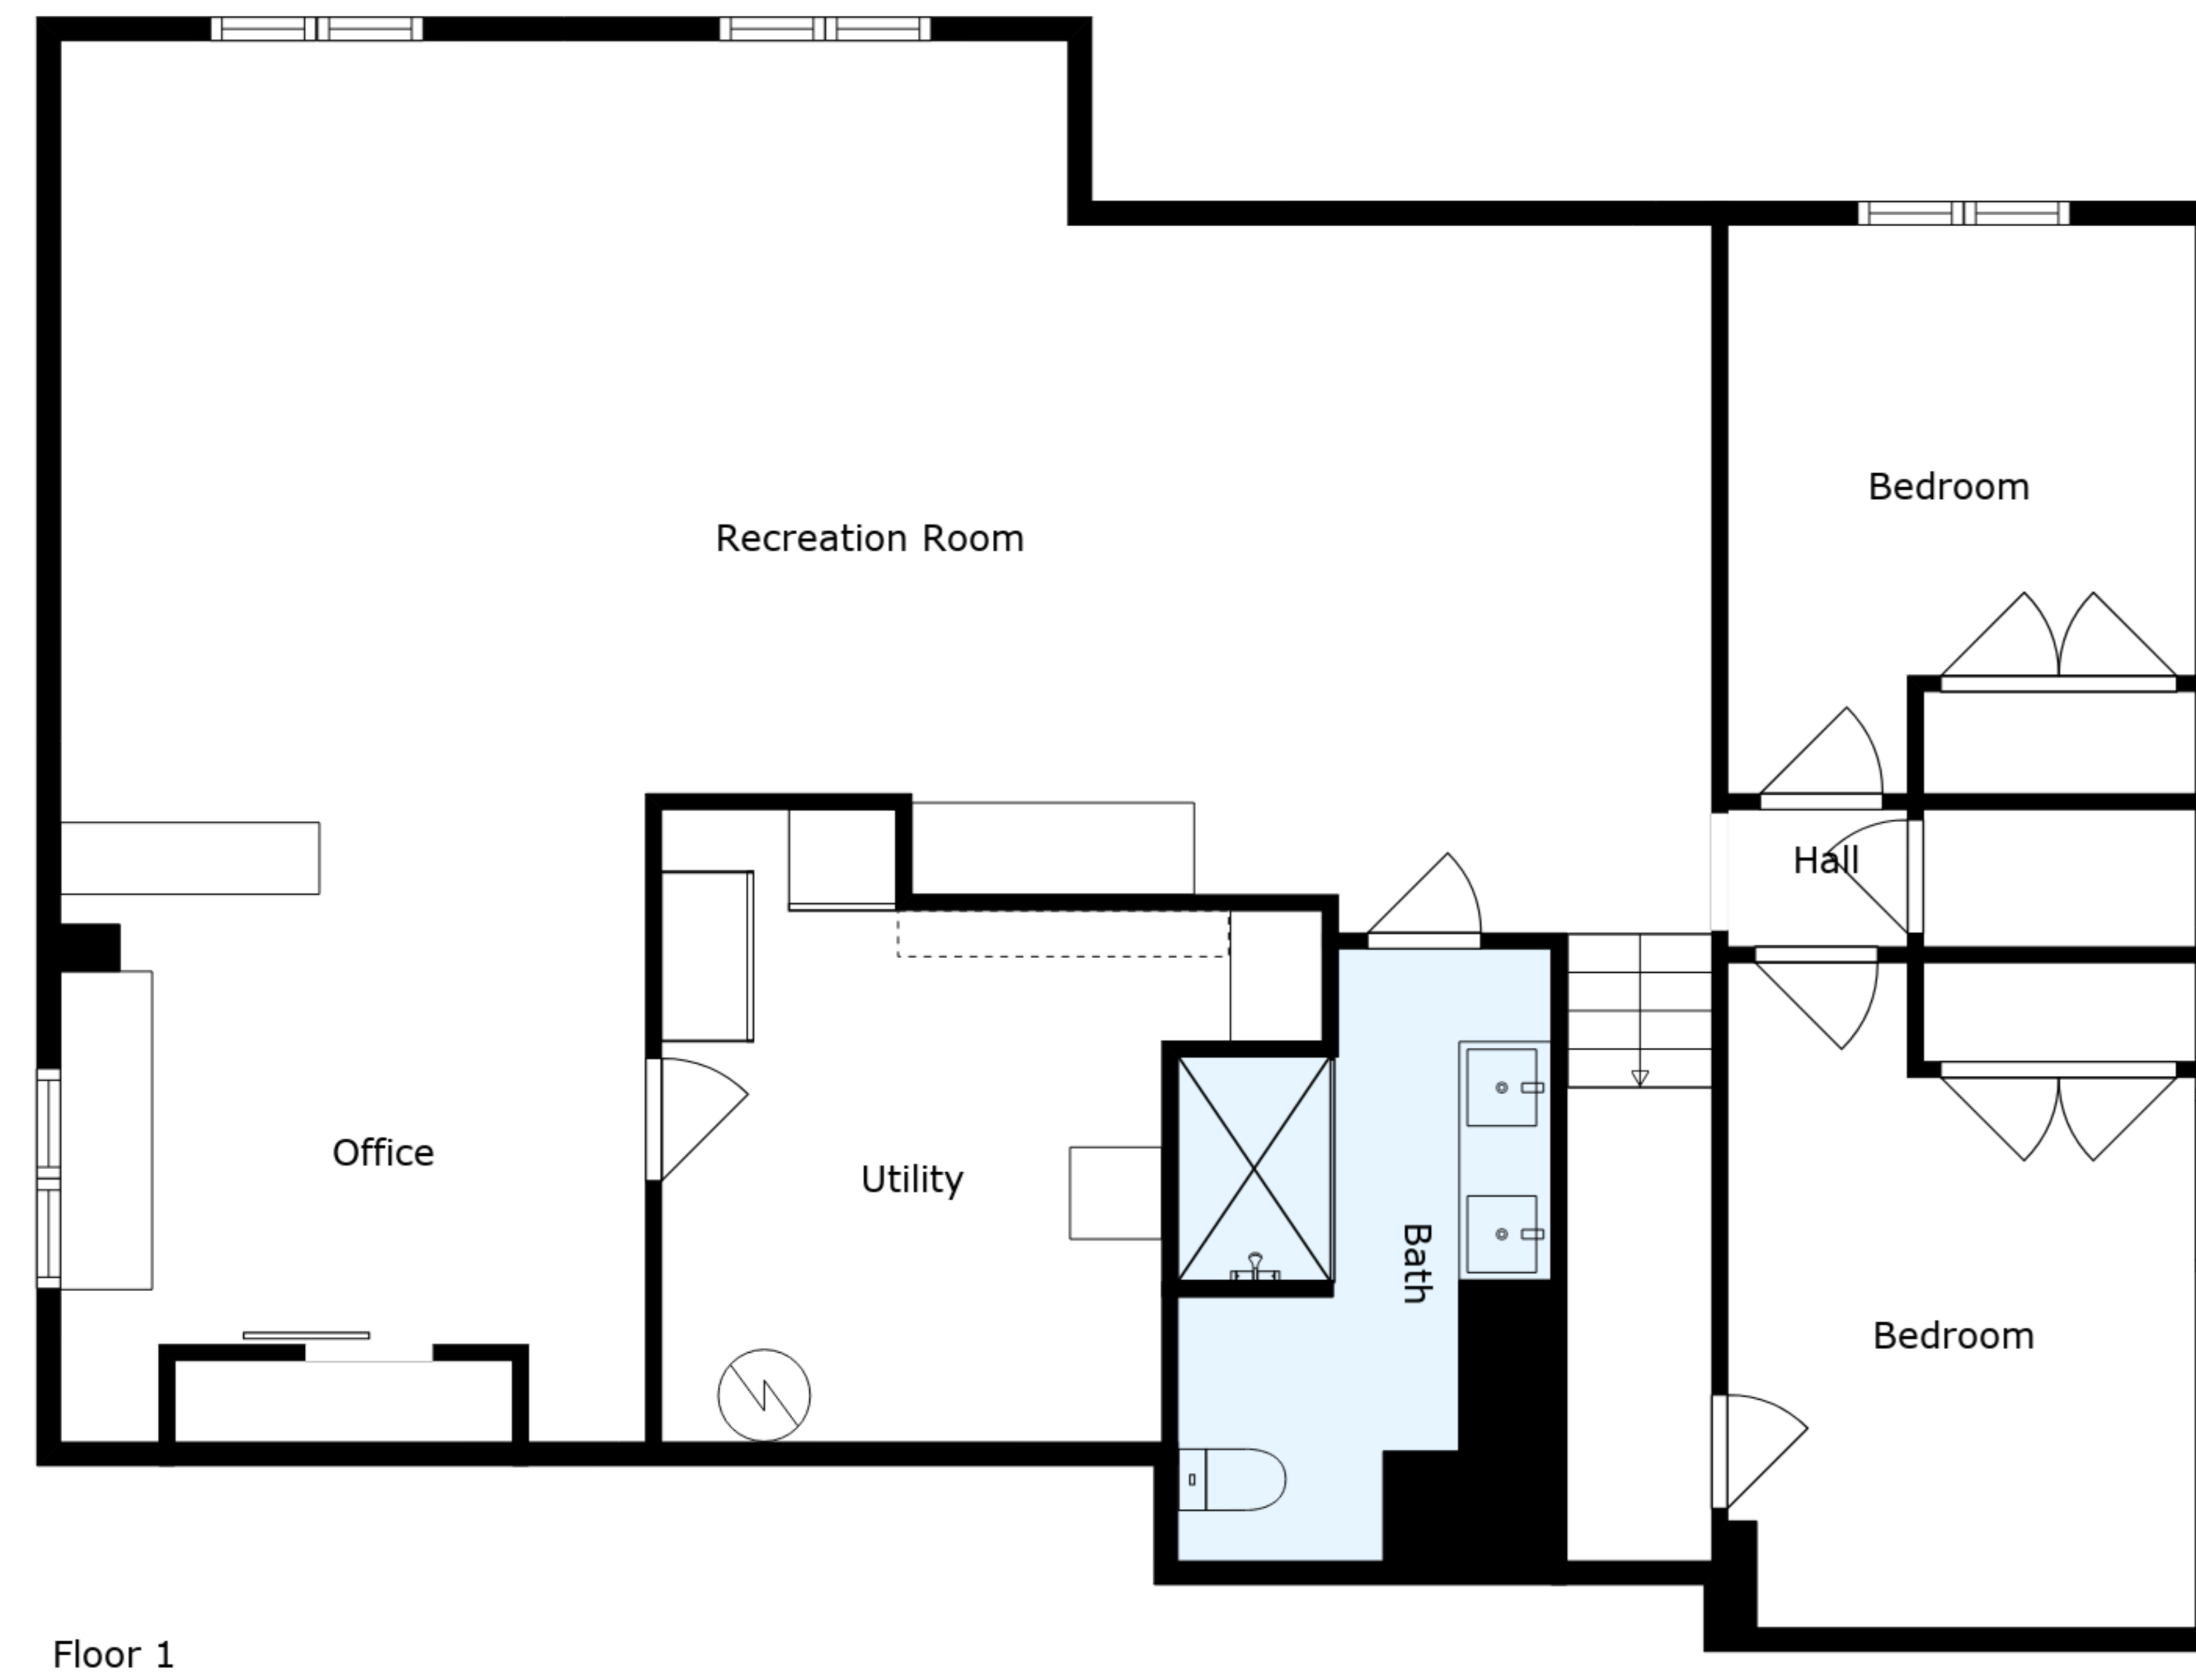 Bedroom
Recreation Room
Hall
Office
Utility
Bath
Bedroom
Floor 1